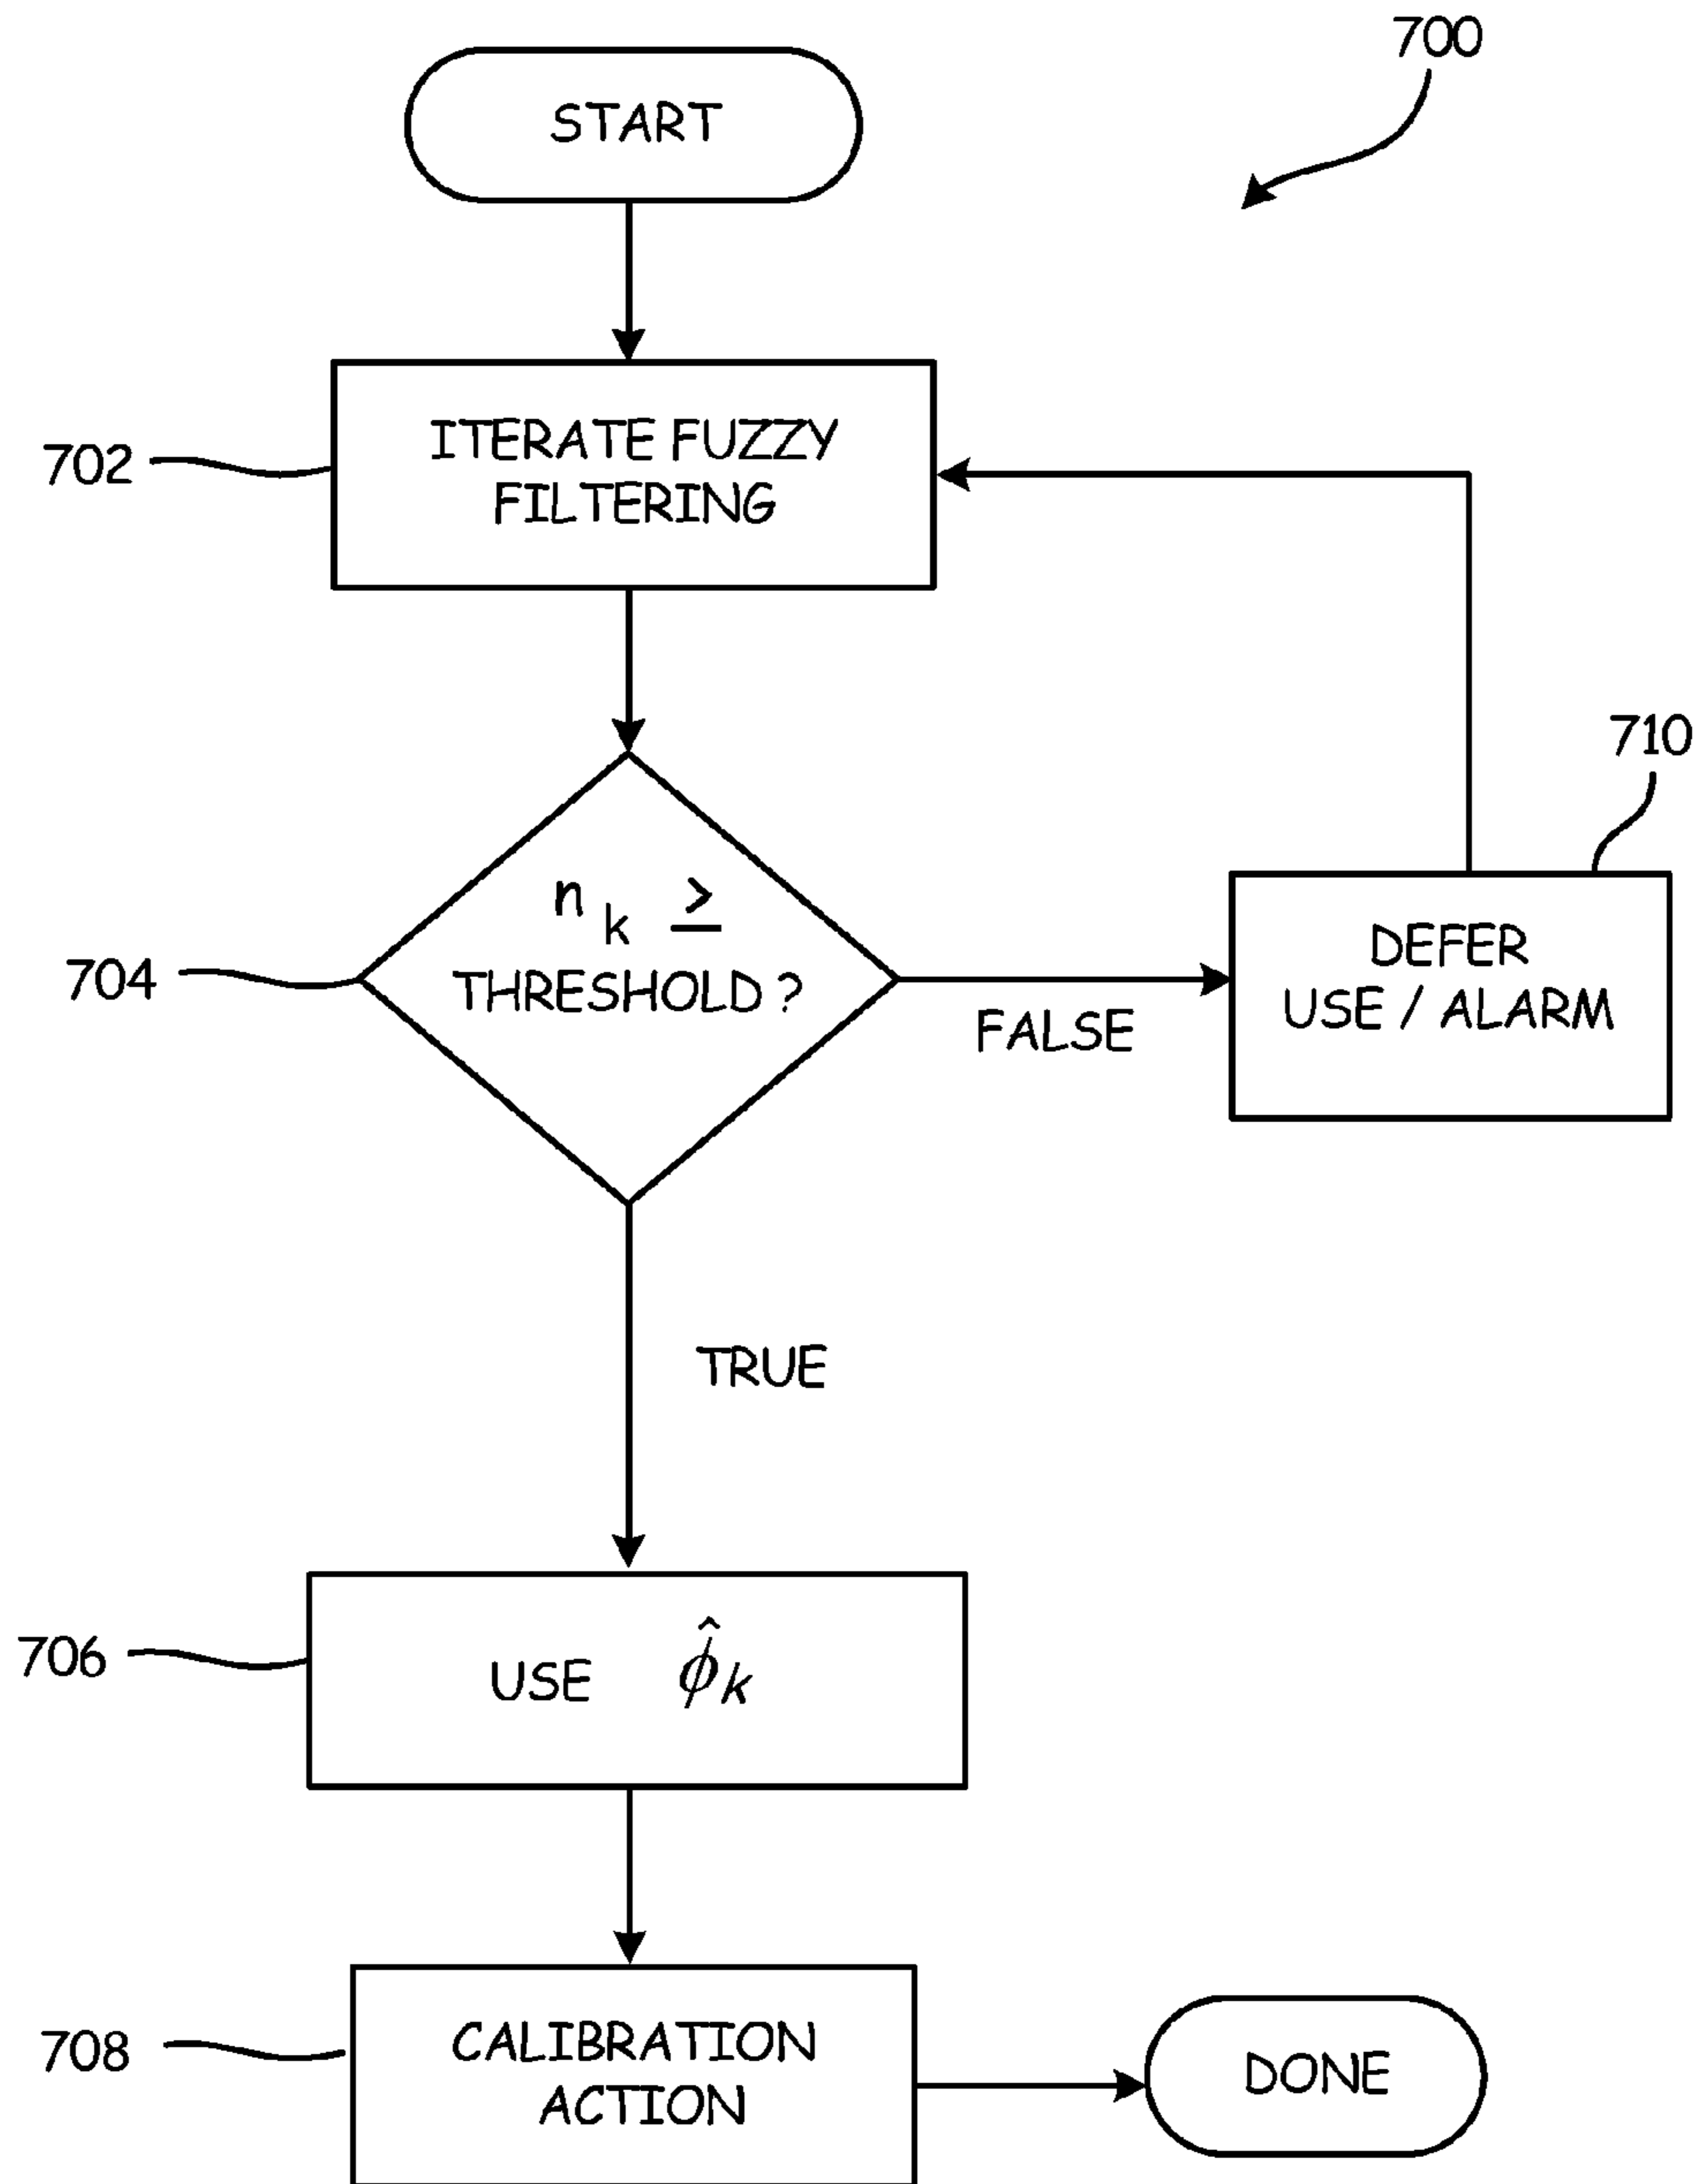 700
START
702
ITERATE FUZZY
FILTERING
710
704
n k ≥
THRESHOLD ?
FALSE
DEFER
USE / ALARM
TRUE
706
USE ϕ̂k
708
CALIBRATION
ACTION
DONE